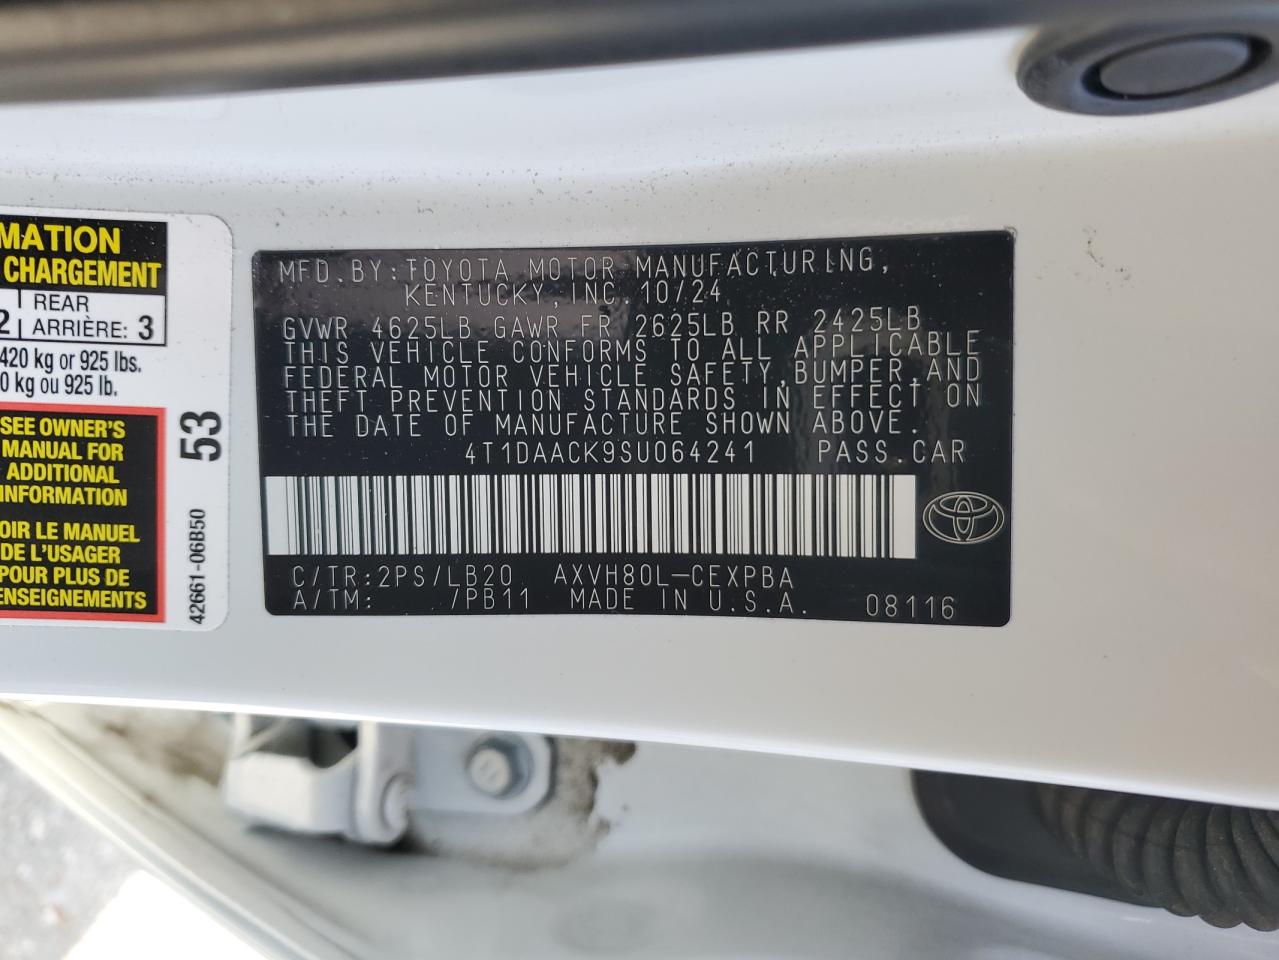 MATION
CHARGEMENT
2 REAR
ARRIÈRE: 3
420 kg or 925 lbs.
0 kg ou 925 lb.
SEE OWNER'S
MANUAL FOR
ADDITIONAL
INFORMATION
OIR LE MANUEL
DE L'USAGER
POUR PLUS DE
ENSEIGNEMENTS
53
42661-06B50
MFD.BY:TOYOTA MOTOR MANUFACTURING,
KENTUCKY,INC.10/24
GVWR 4625LB GAWR FR 2625LB RR 2425LB
THIS VEHICLE CONFORMS TO ALL APPLICABLE
FEDERAL MOTOR VEHICLE SAFETY,BUMPER,AND
THEFT PREVENTION STANDARDS IN EFFECT ON
THE DATE OF MANUFACTURE SHOWN ABOVE.
4T1DAACK9SU064241 PASS.CAR
C/TR:2PS/LB20 AXVH80L-CEXPBA
A/TM: /PB11 MADE IN U.S.A. 08116